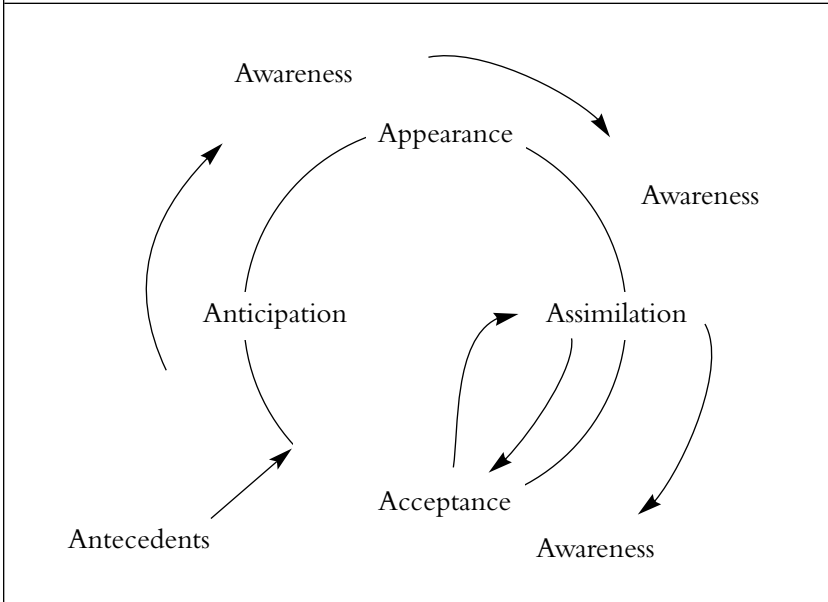 Awareness
Appearance
Awareness
Anticipation
Assimilation
Acceptance
Antecedents
Awareness